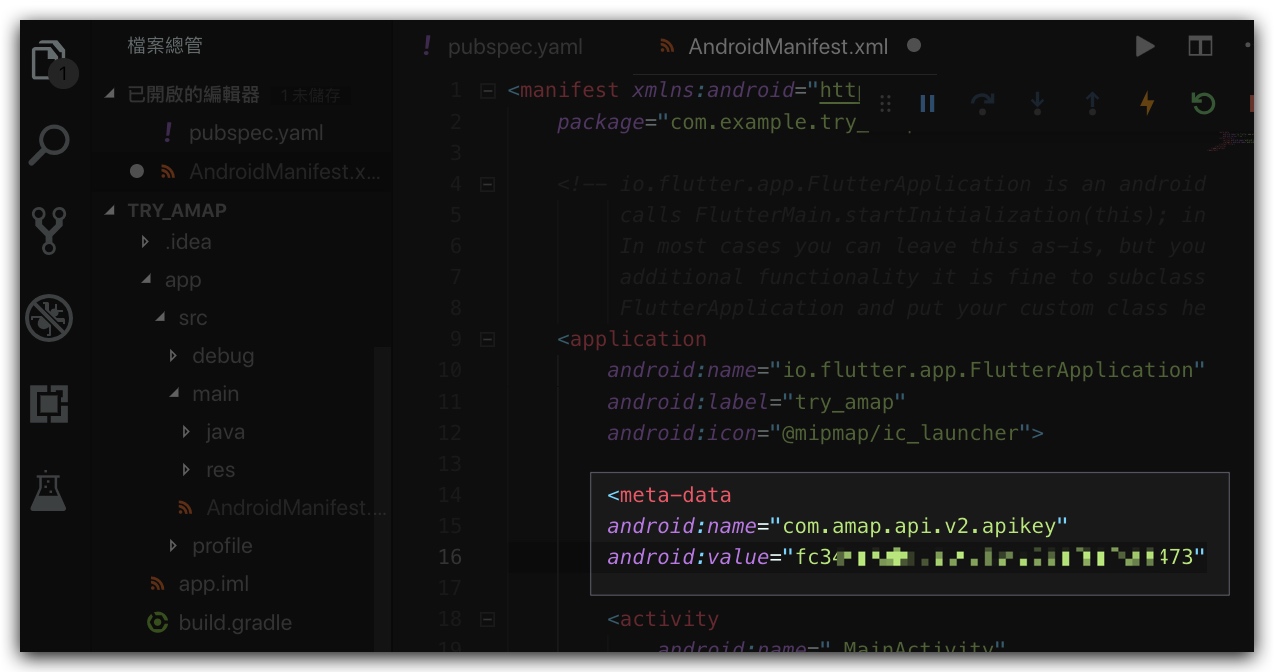 檔案總管
已開啟的編輯器 1 未儲存
pubspec.yaml
AndroidManifest.x...
TRY_AMAP
.idea
app
src
debug
main
java
res
AndroidManifest....
profile
app.iml
build.gradle
1
pubspec.yaml
AndroidManifest.xml
1 <manifest xmlns:android="http
2 package="com.example.try_
3
4 <!-- io.flutter.app.FlutterApplication is an android
5 calls FlutterMain.startInitialization(this); in
6 In most cases you can leave this as-is, but you
7 additional functionality it is fine to subclass
8 FlutterApplication and put your custom class he
9 <application
10 android:name="io.flutter.app.FlutterApplication"
11 android:label="try_amap"
12 android:icon="@mipmap/ic_launcher">
13
14 <meta-data
15 android:name="com.amap.api.v2.apikey"
16 android:value="fc34 473"
17
18 <activity
19 android:name=".MainActivity"